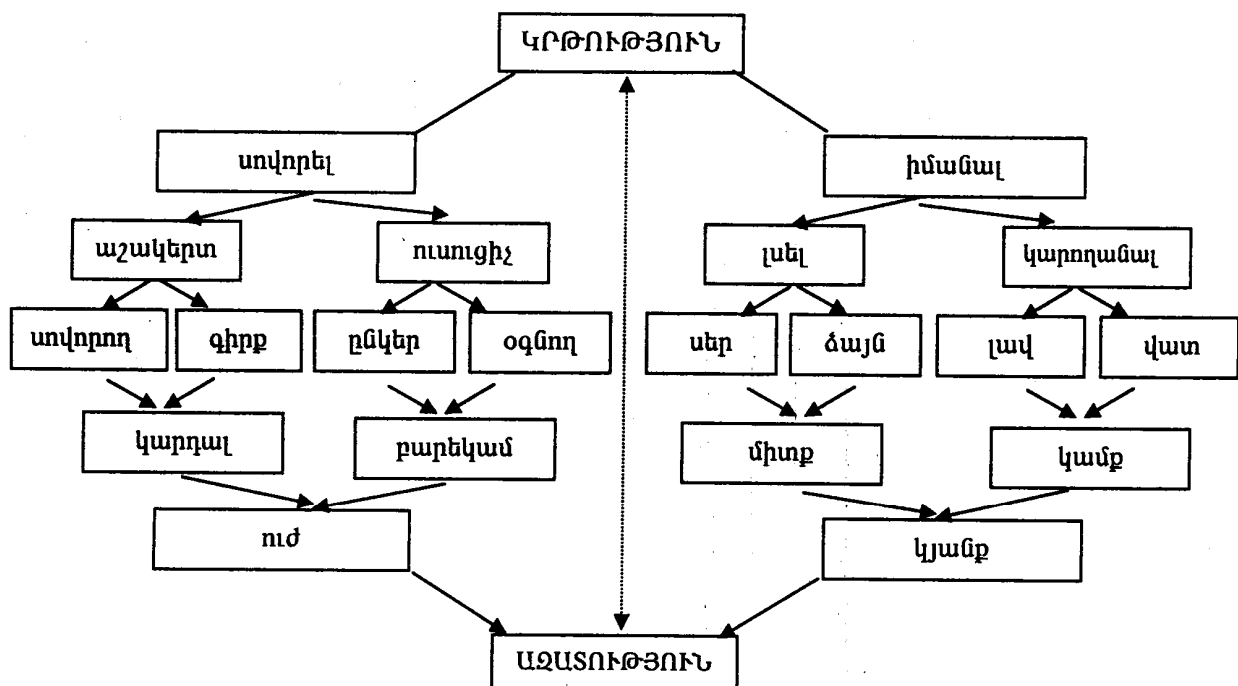 ԿՐԹՈՒԹՅՈՒՆ
սովորել
իմանալ
աշակերտ
ուսուցիչ
լսել
կարողանալ
սովորող
գիրք
ընկեր
օգնող
սեր
ձայն
լավ
վատ
կարդալ
բարեկամ
միտք
կամք
ուժ
կյանք
ԱԶԱՏՈՒԹՅՈՒՆ